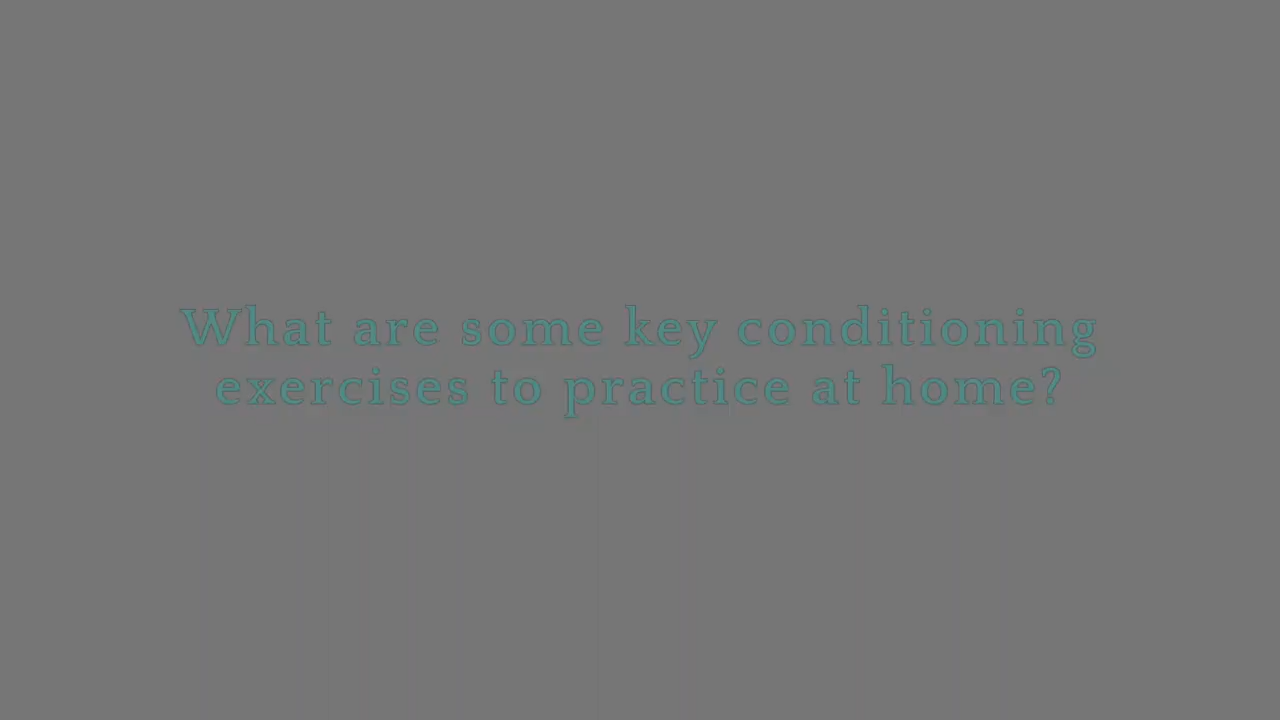 What are some key conditioning
exercises to practice at home?